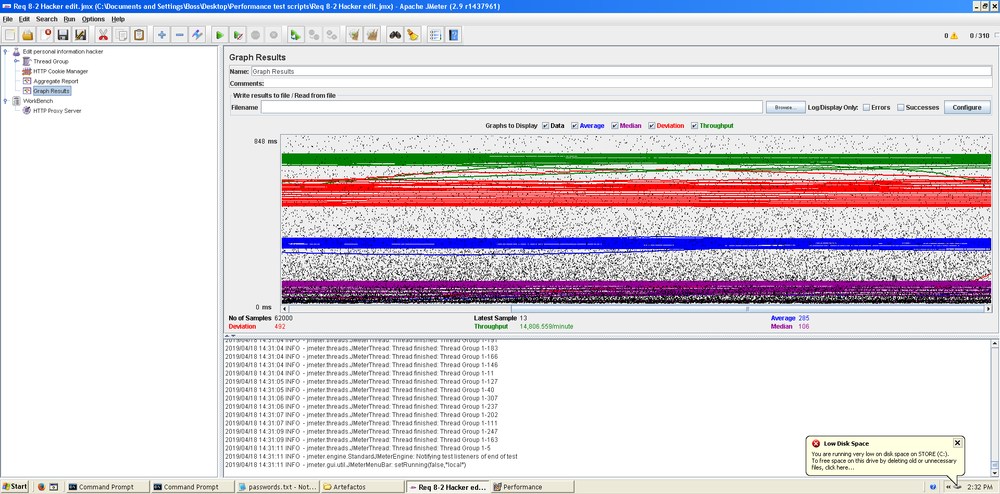 Req 8-2 Hacker edit.jmx (C:\Documents and Settings\Boss\Desktop\Performance test scripts\Req 8-2 Hacker edit.jmx) - Apache JMeter (2.9 r1437961)
File Edit Search Run Options Help
0 0 / 310
Edit personal information hacker
Thread Group
HTTP Cookie Manager
Aggregate Report
Graph Results
WorkBench
HTTP Proxy Server
Graph Results
Name: Graph Results
Comments:
Write results to file / Read from file
Filename Browse... Log/Display Only: Errors Successes Configure
Graphs to Display Data Average Median Deviation Throughput
848 ms
0 ms
No of Samples 62000 Latest Sample 13 Average 285
Deviation 492 Throughput 14,806.559/minute Median 106
2019/04/18 14:31:04 INFO - jmeter.threads.JMeterThread: Thread finished: Thread Group 1-191
2019/04/18 14:31:04 INFO - jmeter.threads.JMeterThread: Thread finished: Thread Group 1-183
2019/04/18 14:31:04 INFO - jmeter.threads.JMeterThread: Thread finished: Thread Group 1-166
2019/04/18 14:31:04 INFO - jmeter.threads.JMeterThread: Thread finished: Thread Group 1-146
2019/04/18 14:31:04 INFO - jmeter.threads.JMeterThread: Thread finished: Thread Group 1-11
2019/04/18 14:31:05 INFO - jmeter.threads.JMeterThread: Thread finished: Thread Group 1-127
2019/04/18 14:31:05 INFO - jmeter.threads.JMeterThread: Thread finished: Thread Group 1-40
2019/04/18 14:31:06 INFO - jmeter.threads.JMeterThread: Thread finished: Thread Group 1-307
2019/04/18 14:31:06 INFO - jmeter.threads.JMeterThread: Thread finished: Thread Group 1-237
2019/04/18 14:31:07 INFO - jmeter.threads.JMeterThread: Thread finished: Thread Group 1-202
2019/04/18 14:31:07 INFO - jmeter.threads.JMeterThread: Thread finished: Thread Group 1-111
2019/04/18 14:31:09 INFO - jmeter.threads.JMeterThread: Thread finished: Thread Group 1-247
2019/04/18 14:31:09 INFO - jmeter.threads.JMeterThread: Thread finished: Thread Group 1-163
2019/04/18 14:31:11 INFO - jmeter.threads.JMeterThread: Thread finished: Thread Group 1-5
2019/04/18 14:31:11 INFO - jmeter.engine.StandardJMeterEngine: Notifying test listeners of end of test
2019/04/18 14:31:11 INFO - jmeter.gui.util.JMeterMenuBar: setRunning(false,*local*)
Low Disk Space
You are running very low on disk space on STORE (C:).
To free space on this drive by deleting old or unnecessary
files, click here...
Start Command Prompt Command Prompt passwords.txt - Not... Artefactos Req 8-2 Hacker ed... Performance « 2:32 PM